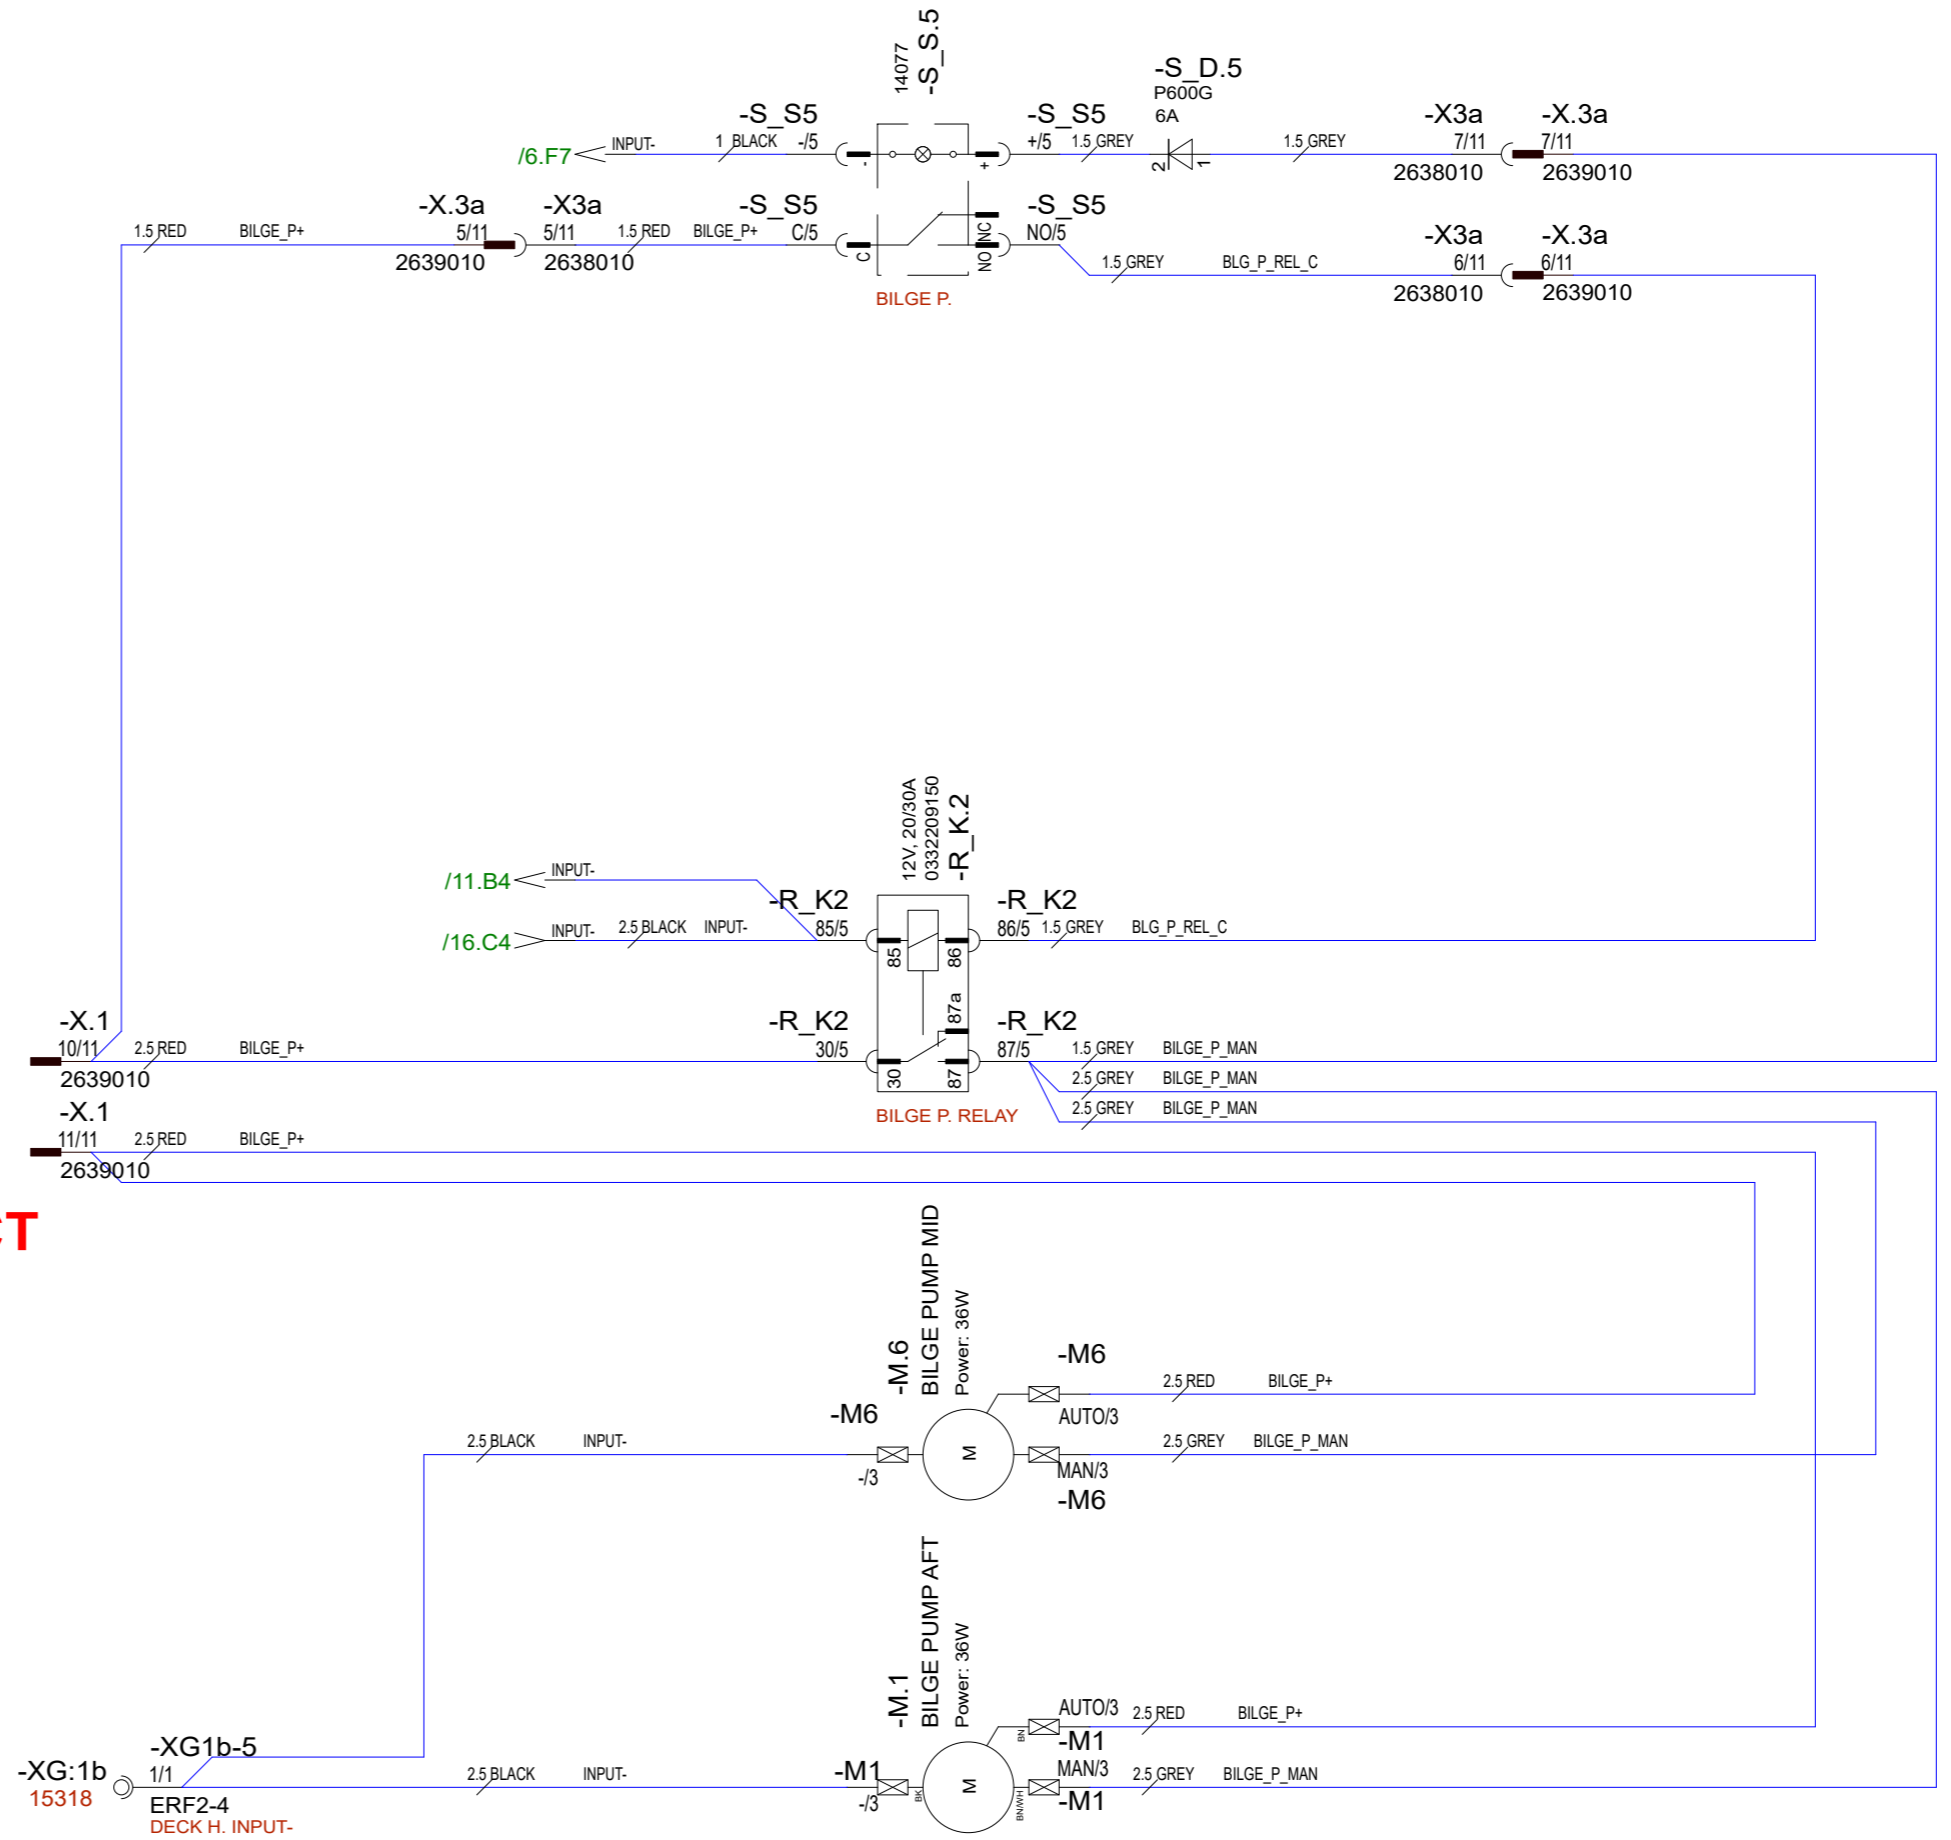 14077
-S_S.5
-S_D.5
P600G
6A
-S_S5
-S_S5
-X3a
-X.3a
/6.F7
INPUT-
1 BLACK
-/5
-
+
+/5
1.5 GREY
2
1
1.5 GREY
7/11
7/11
2638010
2639010
-X.3a
-X3a
-S_S5
-S_S5
1.5 RED
BILGE_P+
5/11
5/11
1.5 RED
BILGE_P+
C/5
C
NC
NO
NO/5
2639010
2638010
-X3a
-X.3a
1.5 GREY
BLG_P_REL_C
6/11
6/11
2638010
2639010
BILGE P.
12V, 20/30A
0332209150
-R_K.2
/11.B4
INPUT-
-R_K2
-R_K2
/16.C4
INPUT-
2.5 BLACK
INPUT-
85/5
85
86
86/5
1.5 GREY
BLG_P_REL_C
-X.1
-R_K2
87a
-R_K2
10/11
2.5 RED
BILGE_P+
30/5
30
87
87/5
1.5 GREY
BILGE_P_MAN
2639010
2.5 GREY
BILGE_P_MAN
-X.1
BILGE P. RELAY
2.5 GREY
BILGE_P_MAN
11/11
2.5 RED
BILGE_P+
2639010
CT
-M.6
BILGE PUMP MID
Power: 36W
-M6
2.5 RED
BILGE_P+
-M6
AUTO/3
2.5 BLACK
INPUT-
M
2.5 GREY
BILGE_P_MAN
-/3
MAN/3
-M6
-M.1
BILGE PUMP AFT
Power: 36W
AUTO/3
2.5 RED
BILGE_P+
BN
-M1
-XG1b-5
-XG:1b
1/1
2.5 BLACK
INPUT-
-M1
M
MAN/3
2.5 GREY
BILGE_P_MAN
15318
-/3
BK
BN/WH
-M1
ERF2-4
DECK H. INPUT-